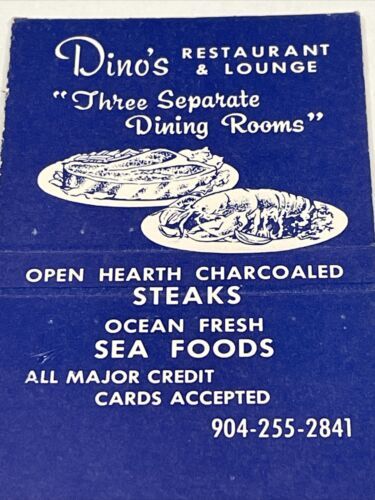 Dino's RESTAURANT
& LOUNGE
"Three Separate
Dining Rooms"
OPEN HEARTH CHARCOALED
STEAKS
OCEAN FRESH
SEA FOODS
ALL MAJOR CREDIT
CARDS ACCEPTED
904-255-2841